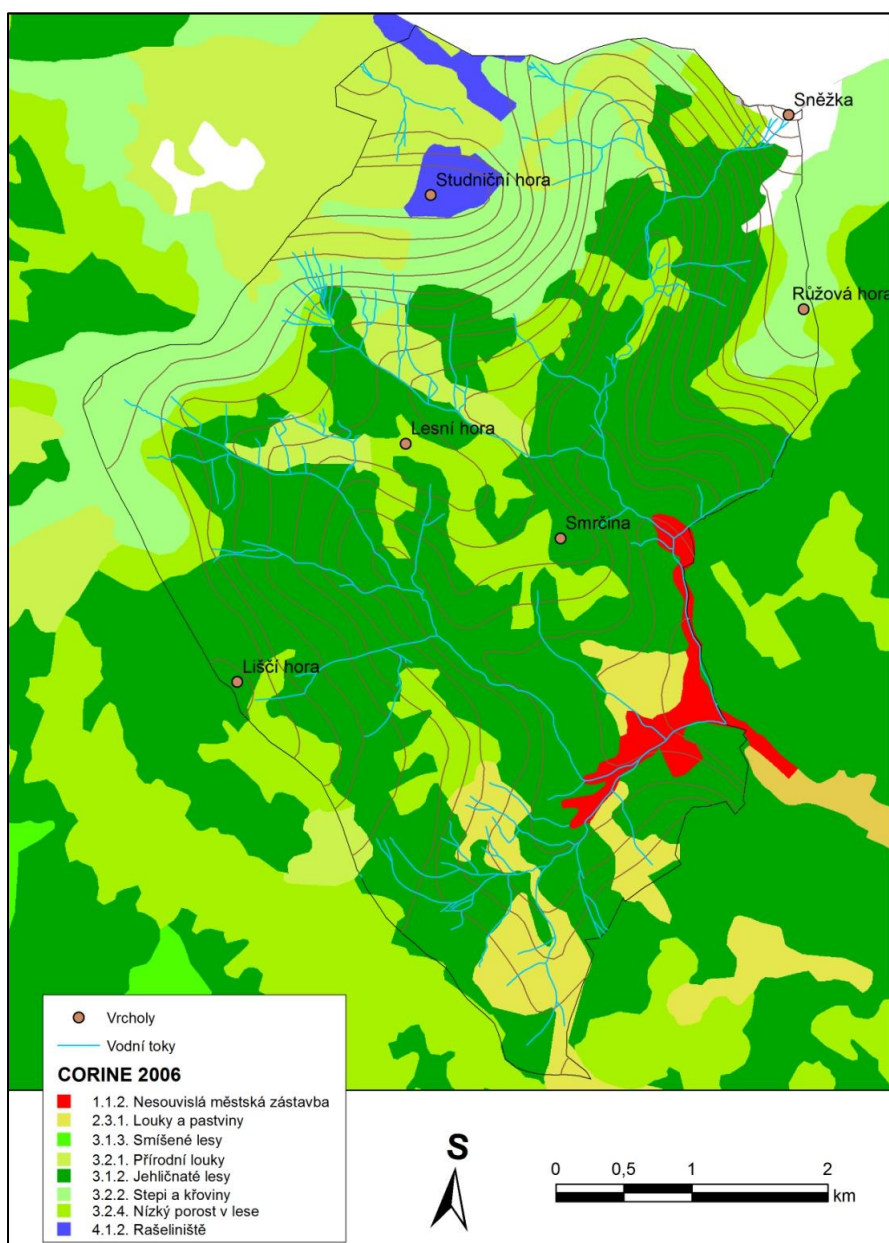 Sněžka
Studniční hora
Růžová hora
Lesní hora
Smrčina
Liščí hora
Vrcholy
Vodní toky
CORINE 2006
1.1.2. Nesouvislá městská zástavba
2.3.1. Louky a pastviny
3.1.3. Smíšené lesy
3.2.1. Přírodní louky
3.1.2. Jehličnaté lesy
3.2.2. Stepi a křoviny
3.2.4. Nízký porost v lese
4.1.2. Rašeliniště
S
0 0,5 1 2
km